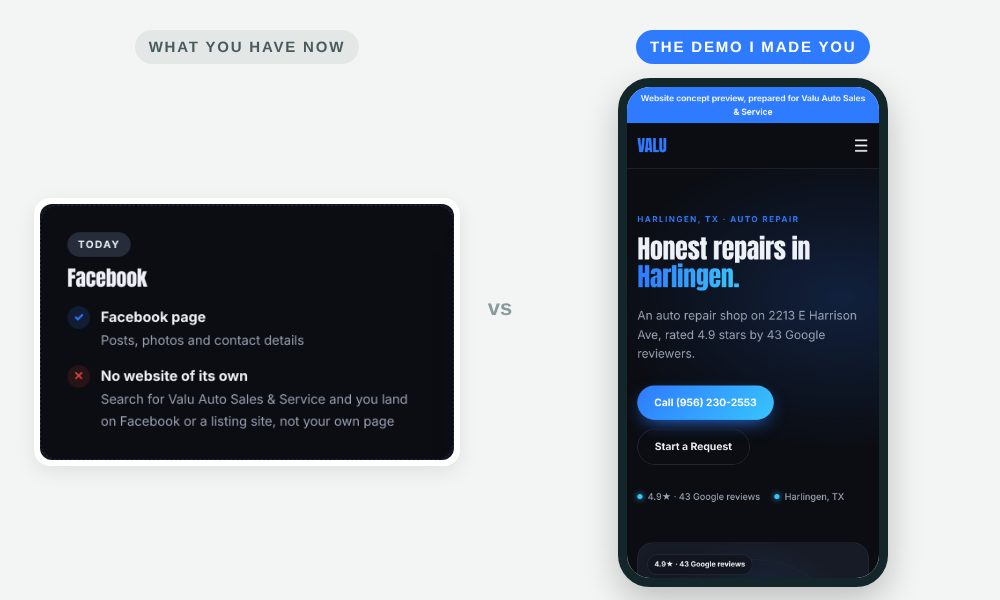 WHAT YOU HAVE NOW
TODAY
Facebook
Facebook page
Posts, photos and contact details
No website of its own
Search for Valu Auto Sales & Service and you land
on Facebook or a listing site, not your own page
vs
THE DEMO I MADE YOU
Website concept preview, prepared for Valu Auto Sales
& Service
VALU
HARLINGEN, TX · AUTO REPAIR
Honest repairs in
Harlingen.
An auto repair shop on 2213 E Harrison
Ave, rated 4.9 stars by 43 Google
reviewers.
Call (956) 230-2553
Start a Request
4.9★ · 43 Google reviews Harlingen, TX
4.9★ · 43 Google reviews